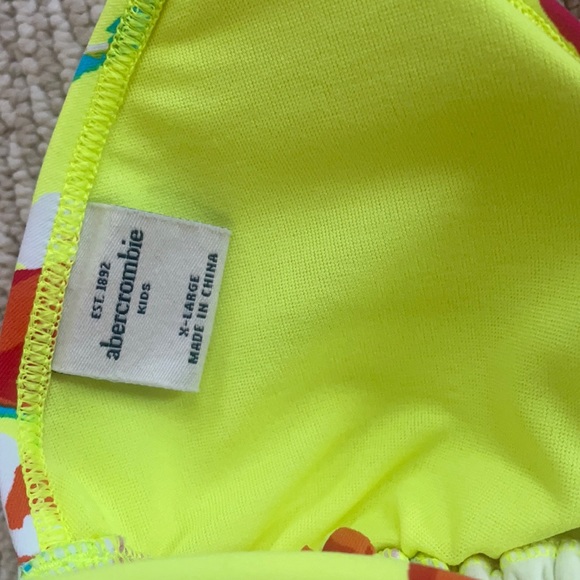 EST. 1892
abercrombie
KIDS
X-LARGE
MADE IN CHINA